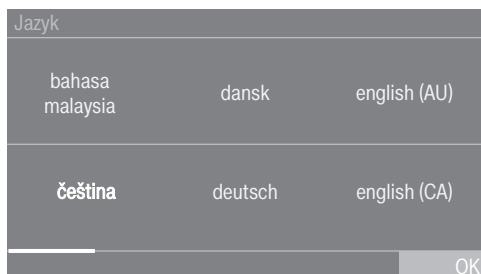 Jazyk
bahasa
malaysia
dansk
english (AU)
čeština
deutsch
english (CA)
OK